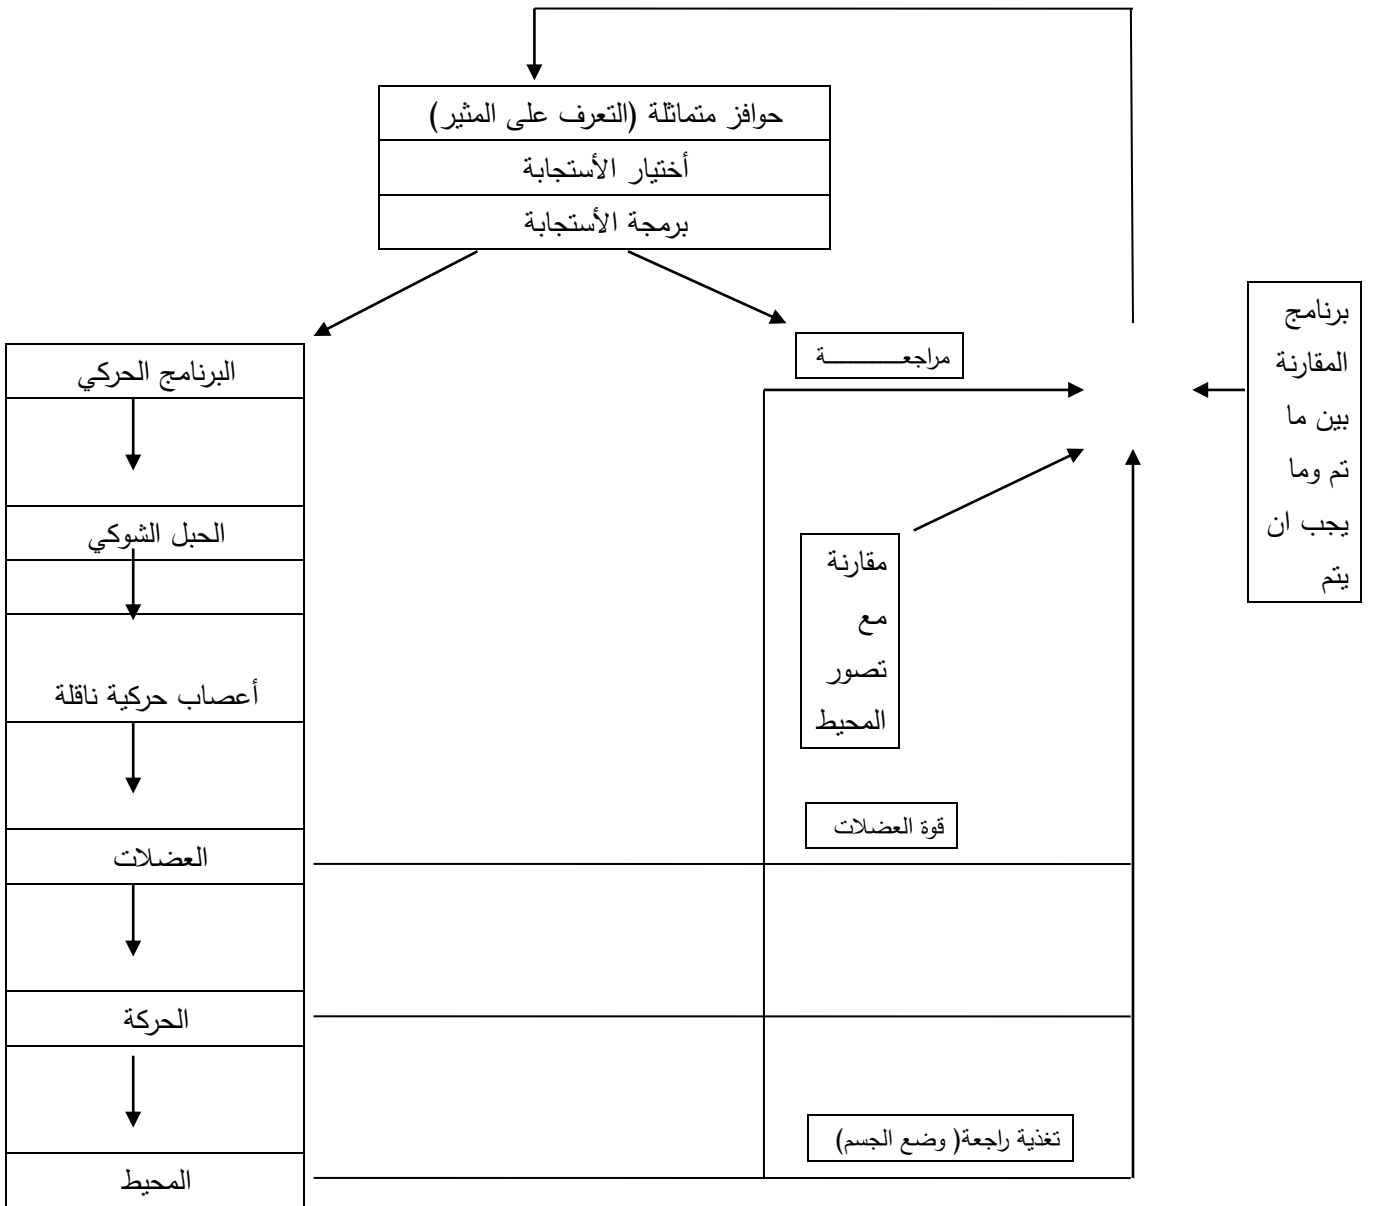 حوافز متماثلة (التعرف على المثير)
أختيار الأستجابة
برمجة الأستجابة
برنامج
المقارنة
بين ما
تم وما
يجب ان
يتم
مراجعـــــــــــة
البرنامج الحركي
الحبل الشوكي
مقارنة
مع
تصور
المحيط
أعصاب حركية ناقلة
قوة العضلات
العضلات
الحركة
تغذية راجعة( وضع الجسم)
المحيط